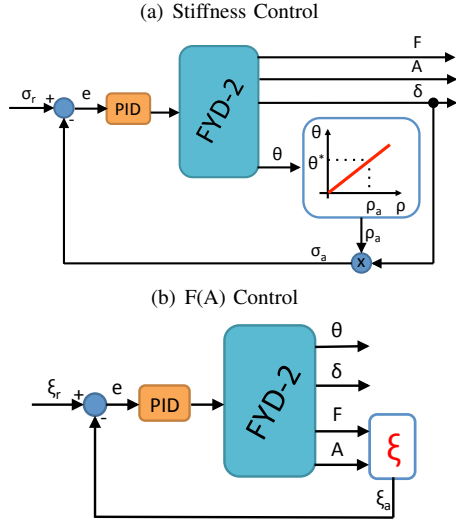 (a) Stiffness Control
F
A
σr + e PID FYD-2 δ
-
θ θ
θ*
ρa ρ
ρa
σa x
(b) F(A) Control
θ
ξr + e PID FYD-2 δ
-
F
A ξ
ξa